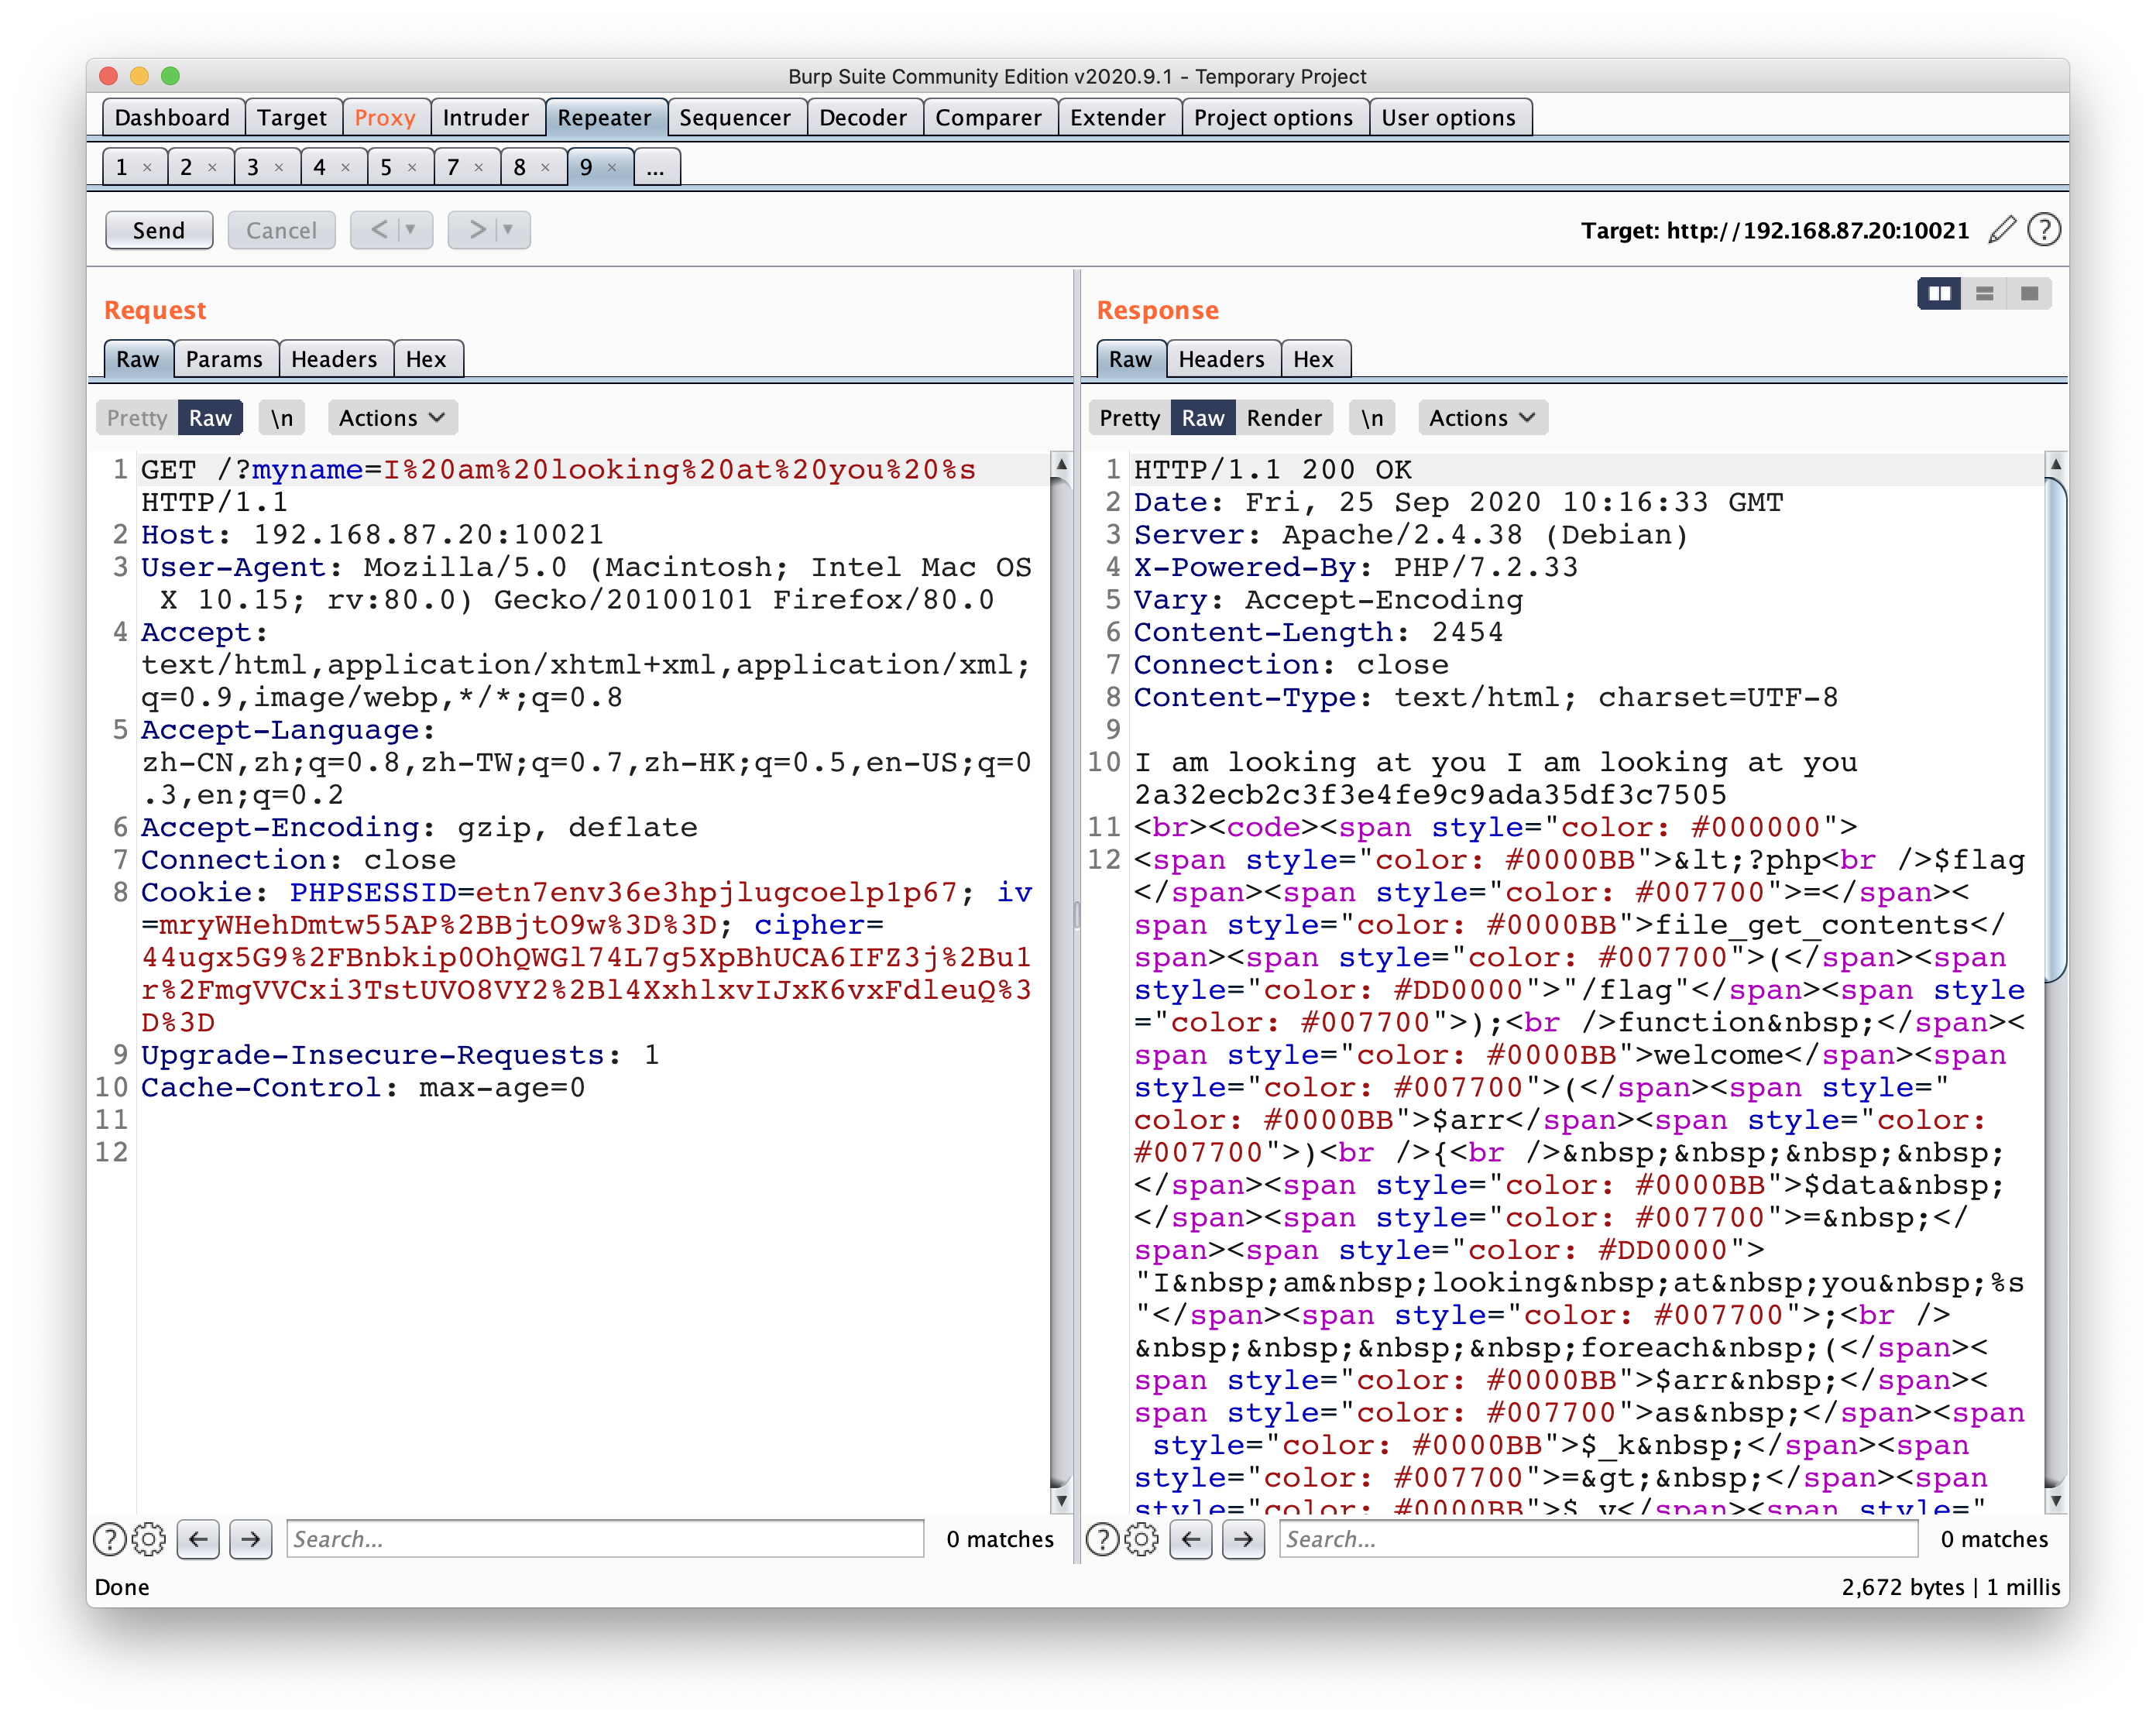 Burp Suite Community Edition v2020.9.1 - Temporary Project
Dashboard Target Proxy Intruder Repeater Sequencer Decoder Comparer Extender Project options User options
1 × 2 × 3 × 4 × 5 × 7 × 8 × 9 × ...
Send Cancel < > Target: http://192.168.87.20:10021 ?
Request
Raw Params Headers Hex
Pretty Raw \n Actions
1 GET /?myname=I%20am%20looking%20at%20you%20%s
HTTP/1.1
2 Host: 192.168.87.20:10021
3 User-Agent: Mozilla/5.0 (Macintosh; Intel Mac OS
X 10.15; rv:80.0) Gecko/20100101 Firefox/80.0
4 Accept:
text/html,application/xhtml+xml,application/xml;
q=0.9,image/webp,*/*;q=0.8
5 Accept-Language:
zh-CN,zh;q=0.8,zh-TW;q=0.7,zh-HK;q=0.5,en-US;q=0
.3,en;q=0.2
6 Accept-Encoding: gzip, deflate
7 Connection: close
8 Cookie: PHPSESSID=etn7env36e3hpjlugcoelp1p67; iv
=mryWHehDmtw55AP%2BBjtO9w%3D%3D; cipher=
44ugx5G9%2FBnbkip0OhQWGl74L7g5XpBhUCA6IFZ3j%2Bu1
r%2FmgVVCxi3TstUVO8VY2%2Bl4XxhlxvIJxK6vxFdleuQ%3
D%3D
9 Upgrade-Insecure-Requests: 1
10 Cache-Control: max-age=0
11
12
? Search... 0 matches
Response
Raw Headers Hex
Pretty Raw Render \n Actions
1 HTTP/1.1 200 OK
2 Date: Fri, 25 Sep 2020 10:16:33 GMT
3 Server: Apache/2.4.38 (Debian)
4 X-Powered-By: PHP/7.2.33
5 Vary: Accept-Encoding
6 Content-Length: 2454
7 Connection: close
8 Content-Type: text/html; charset=UTF-8
9
10 I am looking at you I am looking at you
2a32ecb2c3f3e4fe9c9ada35df3c7505
11 <br><code><span style="color: #000000">
12 <span style="color: #0000BB">&lt;?php<br />$flag
</span><span style="color: #007700">=</span><
span style="color: #0000BB">file_get_contents</
span><span style="color: #007700">(</span><span
style="color: #DD0000">"/flag"</span><span style
="color: #007700">);<br />function&nbsp;</span><
span style="color: #0000BB">welcome</span><span
style="color: #007700">(</span><span style="
color: #0000BB">$arr</span><span style="color:
#007700">)<br />{<br />&nbsp;&nbsp;&nbsp;&nbsp;
</span><span style="color: #0000BB">$data&nbsp;
</span><span style="color: #007700">=&nbsp;</
span><span style="color: #DD0000">
"I&nbsp;am&nbsp;looking&nbsp;at&nbsp;you&nbsp;%s
"</span><span style="color: #007700">;<br />
&nbsp;&nbsp;&nbsp;&nbsp;foreach&nbsp;(</span><
span style="color: #0000BB">$arr&nbsp;</span><
span style="color: #007700">as&nbsp;</span><span
style="color: #0000BB">$_k&nbsp;</span><span
style="color: #007700">=&gt;&nbsp;</span><span
style="color: #0000BB">$_v</span><span style="
? Search... 0 matches
Done 2,672 bytes | 1 millis